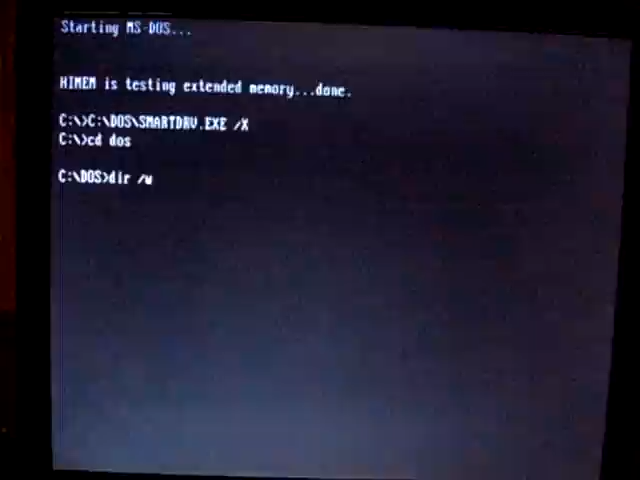 Starting MS-DOS...
HIMEM is testing extended memory...done.
C:\>C:\DOS\SMARTDRV.EXE /X
C:\>cd dos
C:\DOS>dir /w